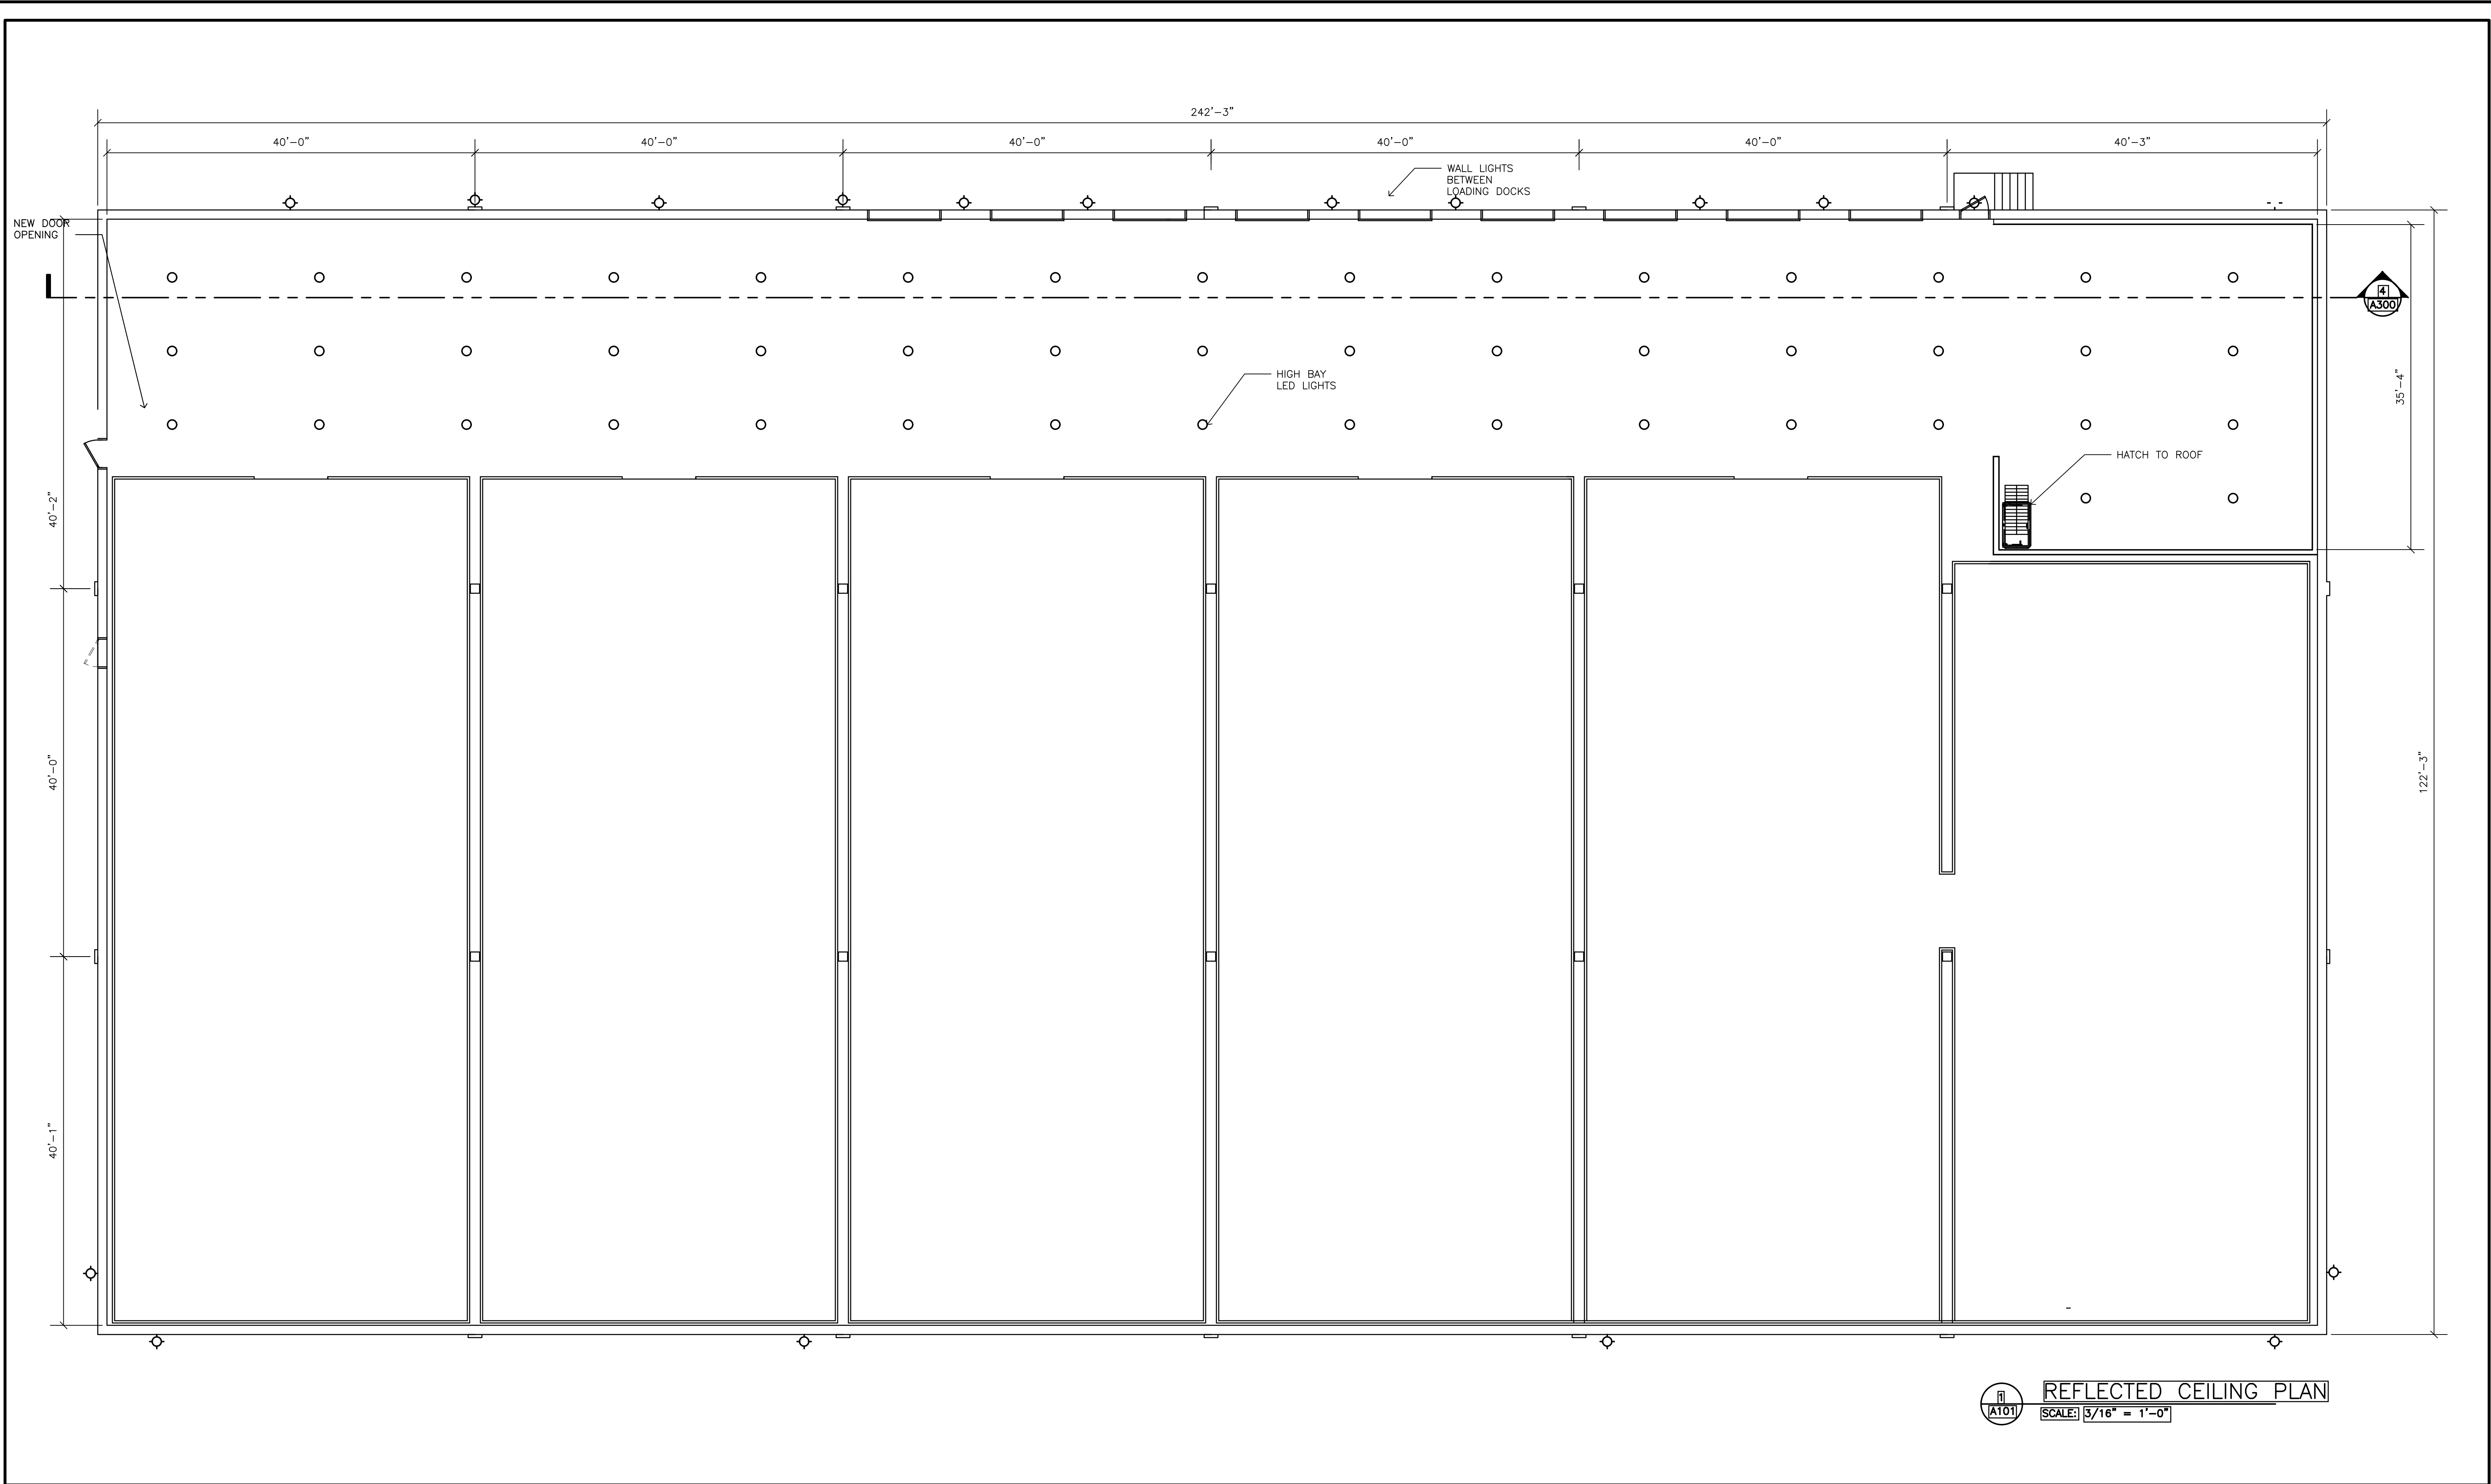 242'-3"
40'-0"
40'-0"
40'-0"
40'-0"
40'-0"
40'-3"
WALL LIGHTS
BETWEEN
LOADING DOCKS
NEW DOOR
OPENING
4
A300
HIGH BAY
LED LIGHTS
35'-4"
HATCH TO ROOF
40'-2"
40'-0"
122'-3"
40'-1"
1
A101
REFLECTED CEILING PLAN
SCALE: 3/16" = 1'-0"